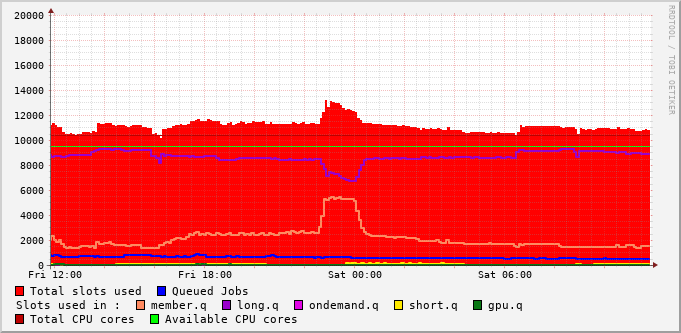 20000
18000
16000
14000
12000
10000
8000
6000
4000
2000
0
Fri 12:00 Fri 18:00 Sat 00:00 Sat 06:00
RRDTOOL / TOBI OETIKER
Total slots used Queued Jobs
Slots used in : member.q long.q ondemand.q short.q gpu.q
Total CPU cores Available CPU cores